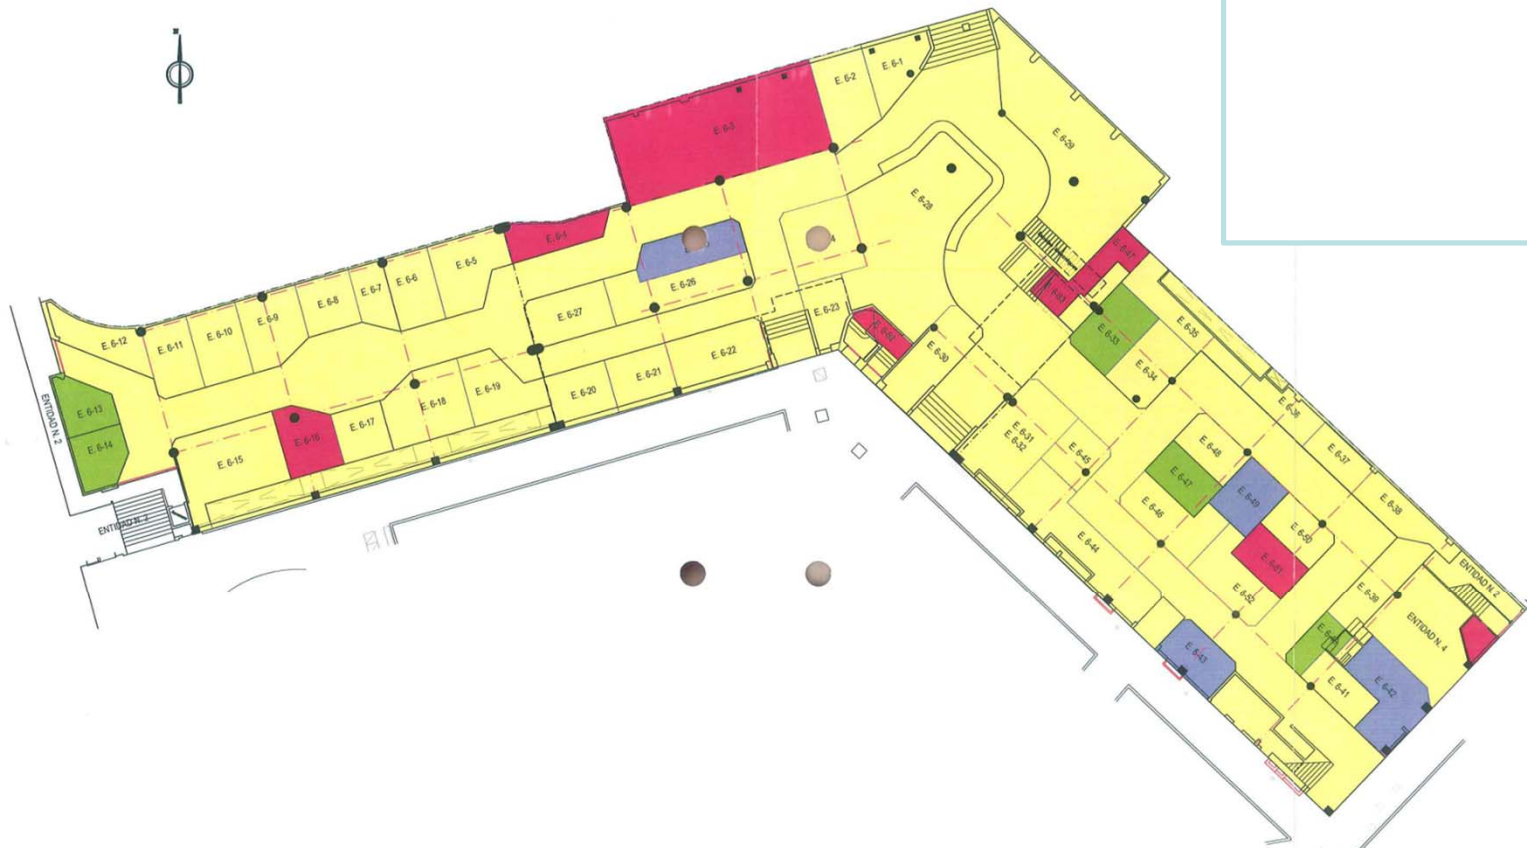 E. 6-1
E. 6-2
E. 6-3
E. 6-29
E. 6-28
E. 6-4
E. 6-5
E. 6-6
E. 6-7
E. 6-8
E. 6-9
E. 6-10
E. 6-11
E. 6-12
E. 6-26
E. 6-27
E. 6-23
E. 6-22
E. 6-21
E. 6-20
E. 6-19
E. 6-18
E. 6-17
E. 6-16
E. 6-15
E. 6-13
E. 6-14
ENTIDAD N. 2
ENTIDAD N. 2
E. 6-30
E. 6-33
E. 6-35
E. 6-34
E. 6-36
E. 6-37
E. 6-38
E. 6-31
E. 6-32
E. 6-45
E. 6-48
E. 6-47
E. 6-49
E. 6-46
E. 6-50
E. 6-51
E. 6-44
E. 6-52
E. 6-39
E. 6-43
E. 6-41
E. 6-42
ENTIDAD N. 4
ENTIDAD N. 2